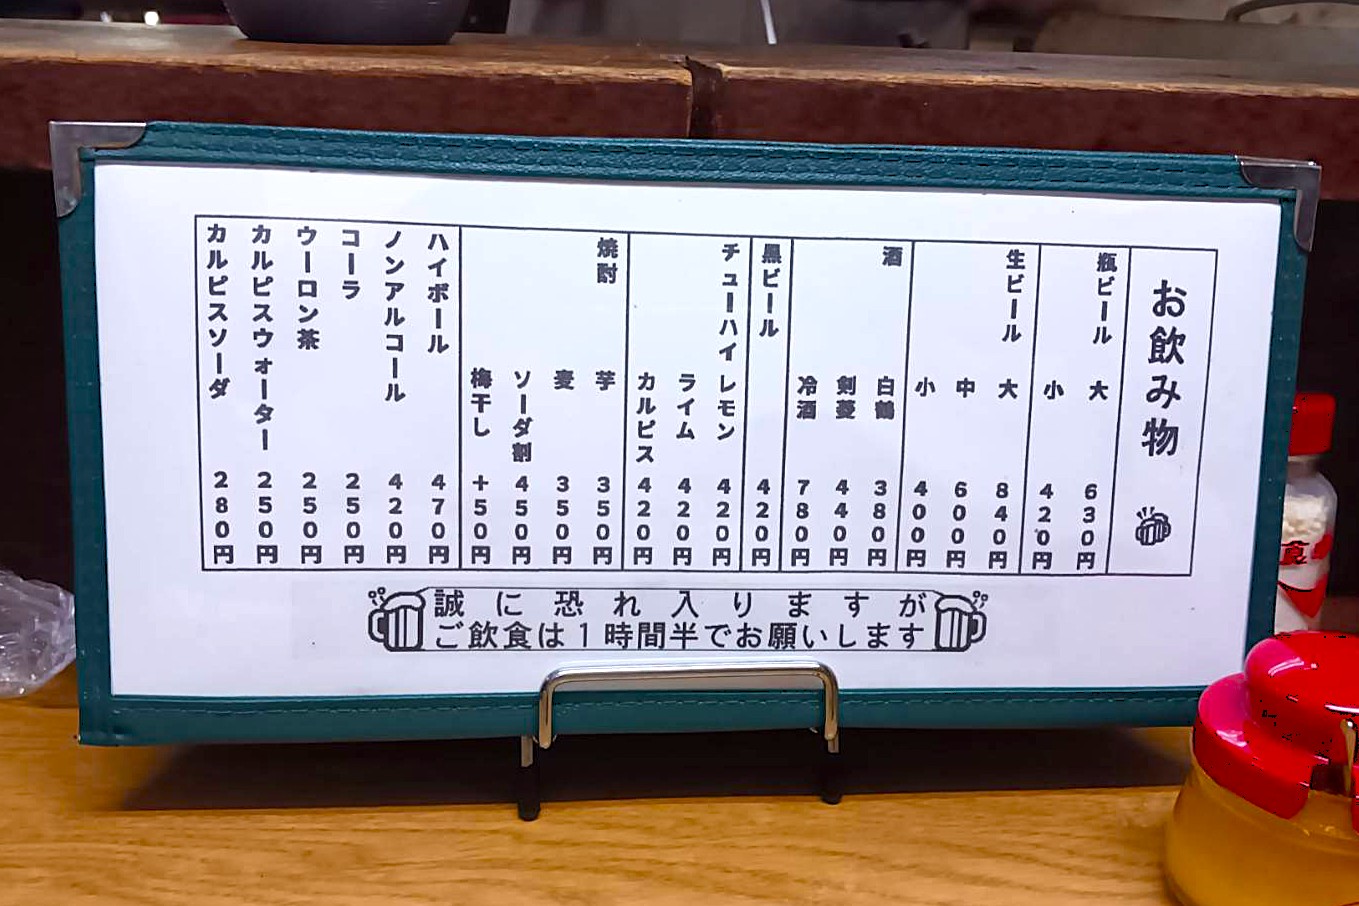 お飲み物
瓶ビール 大 630円
小 420円
生ビール 大 840円
中 600円
小 400円
酒 白鶴 380円
剣菱 440円
冷酒 780円
黒ビール 420円
チューハイ レモン 420円
ライム 420円
カルピス 420円
焼酎 芋 350円
麦 350円
ソーダ割 450円
梅干し +50円
ハイボール 470円
ノンアルコール 420円
コーラ 250円
ウーロン茶 250円
カルピスウォーター 250円
カルピスソーダ 280円
誠に恐れ入りますが
ご飲食は1時間半でお願いします
食